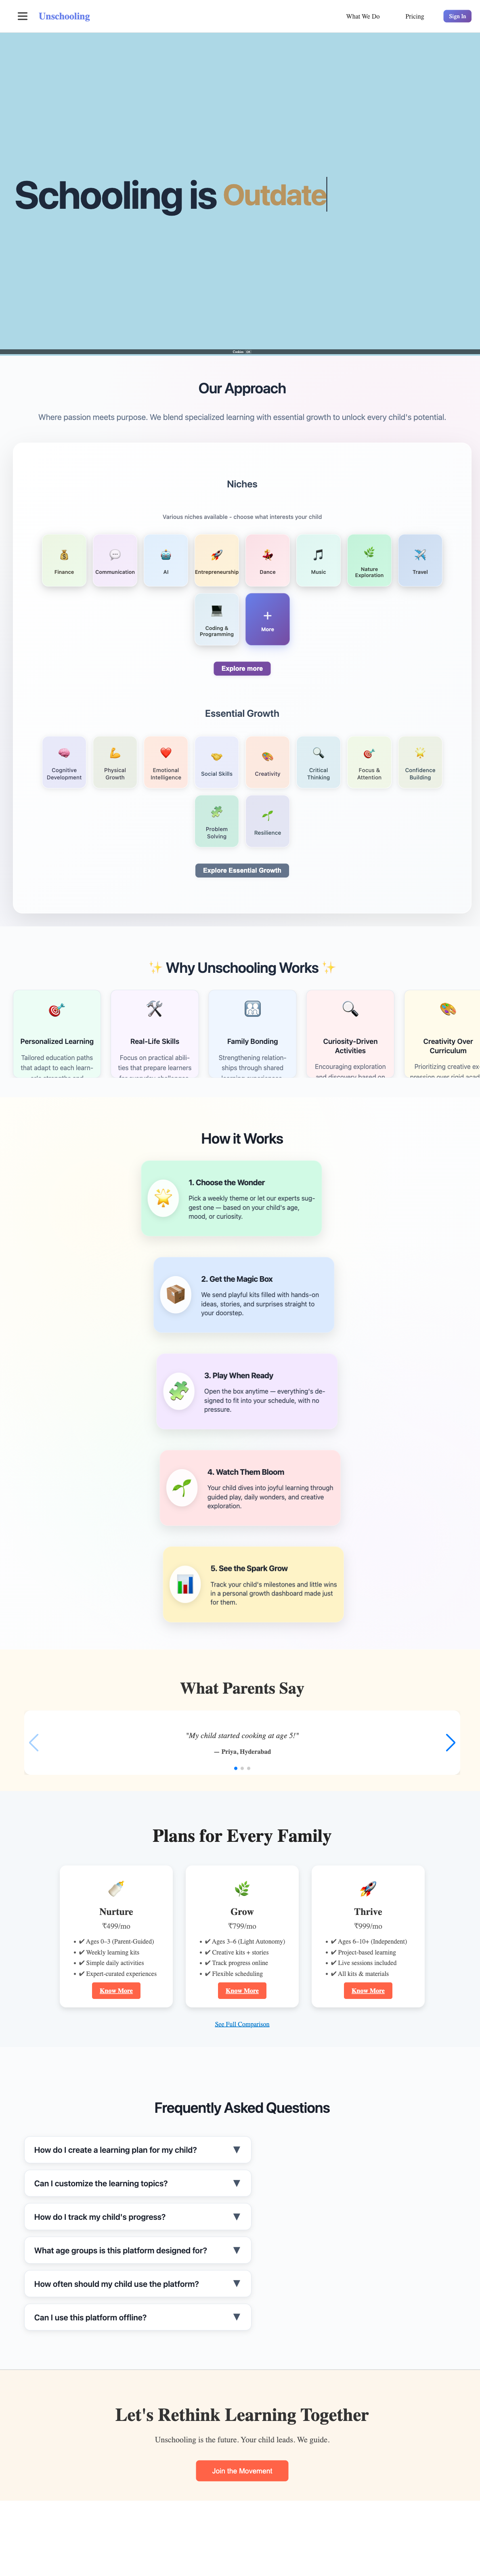 Unschooling
What We Do
Pricing
Sign In
Schooling is Outdate
Our Approach
Where passion meets purpose. We blend specialized learning with essential growth to unlock every child's potential.
Niches
Various niches available - choose what interests your child
Finance
Communication
AI
Entrepreneurship
Dance
Music
Nature
Exploration
Travel
Coding &
Programming
+
More
Explore more
Essential Growth
Cognitive
Development
Physical
Growth
Emotional
Intelligence
Social Skills
Creativity
Critical
Thinking
Focus &
Attention
Confidence
Building
Problem
Solving
Resilience
Explore Essential Growth
✨ Why Unschooling Works ✨
Personalized Learning
Tailored education paths
that adapt to each learn-
Real-Life Skills
Focus on practical abili-
ties that prepare learners
Family Bonding
Strengthening relation-
ships through shared
Curiosity-Driven
Activities
Encouraging exploration
Creativity Over
Curriculum
Prioritizing creative ex-
How it Works
1. Choose the Wonder
Pick a weekly theme or let our experts sug-
gest one — based on your child's age,
mood, or curiosity.
2. Get the Magic Box
We send playful kits filled with hands-on
ideas, stories, and surprises straight to
your doorstep.
3. Play When Ready
Open the box anytime — everything's de-
signed to fit into your schedule, with no
pressure.
4. Watch Them Bloom
Your child dives into joyful learning through
guided play, daily wonders, and creative
exploration.
5. See the Spark Grow
Track your child's milestones and little wins
in a personal growth dashboard made just
for them.
What Parents Say
"My child started cooking at age 5!"
— Priya, Hyderabad
Plans for Every Family
Nurture
₹499/mo
✔ Ages 0–3 (Parent-Guided)
✔ Weekly learning kits
✔ Simple daily activities
✔ Expert-curated experiences
Know More
Grow
₹799/mo
✔ Ages 3–6 (Light Autonomy)
✔ Creative kits + stories
✔ Track progress online
✔ Flexible scheduling
Know More
Thrive
₹999/mo
✔ Ages 6–10+ (Independent)
✔ Project-based learning
✔ Live sessions included
✔ All kits & materials
Know More
See Full Comparison
Frequently Asked Questions
How do I create a learning plan for my child?
Can I customize the learning topics?
How do I track my child's progress?
What age groups is this platform designed for?
How often should my child use the platform?
Can I use this platform offline?
Let's Rethink Learning Together
Unschooling is the future. Your child leads. We guide.
Join the Movement